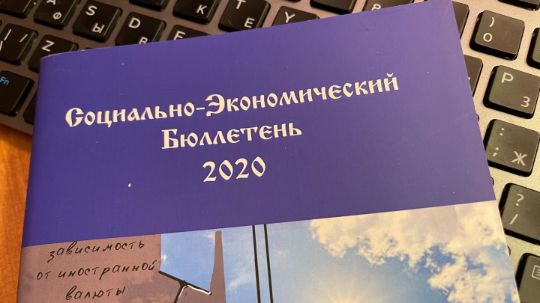 Социально-Экономический
Бюллетень
2020
зависимость
от иностранной
валюты